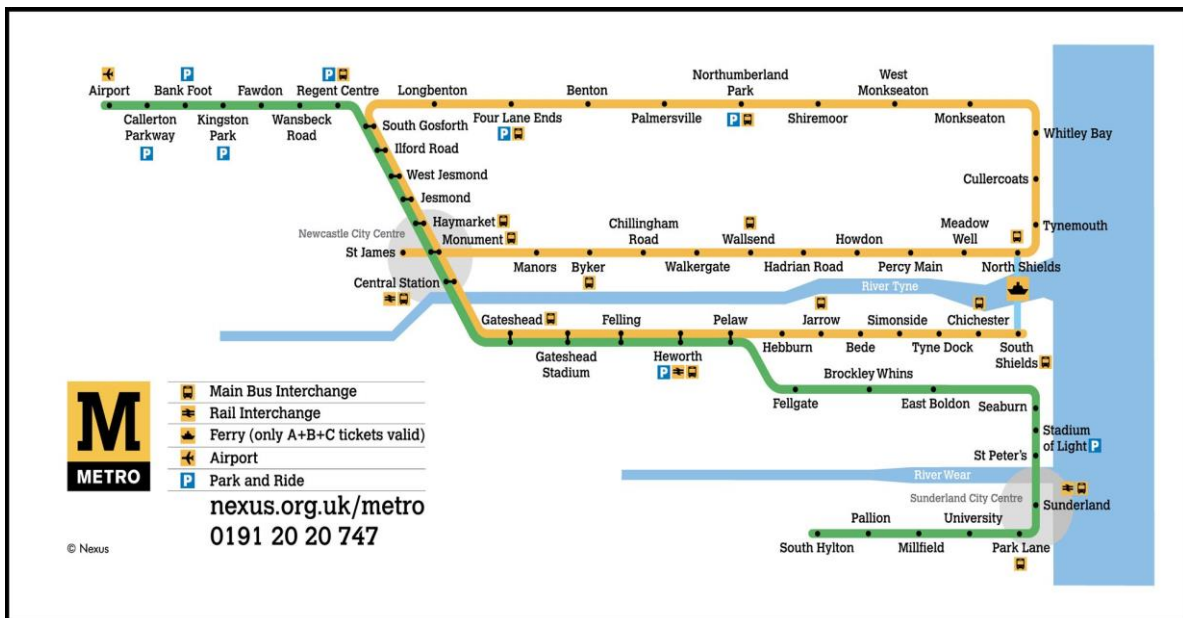 Airport
Callerton
Parkway
Bank Foot
Kingston
Park
Fawdon
Wansbeck
Road
Regent Centre
South Gosforth
Ilford Road
West Jesmond
Jesmond
Haymarket
Newcastle City Centre
Monument
St James
Central Station
Longbenton
Four Lane Ends
Benton
Palmersville
Northumberland
Park
Shiremoor
West
Monkseaton
Monkseaton
Whitley Bay
Cullercoats
Tynemouth
Manors
Byker
Chillingham
Road
Walkergate
Wallsend
Hadrian Road
Howdon
Percy Main
Meadow
Well
North Shields
River Tyne
Gateshead
Gateshead
Stadium
Felling
Heworth
Pelaw
Hebburn
Jarrow
Bede
Simonside
Tyne Dock
Chichester
South
Shields
Fellgate
Brockley Whins
East Boldon
Seaburn
Stadium
of Light
St Peter's
River Wear
Sunderland City Centre
Sunderland
Park Lane
University
Millfield
Pallion
South Hylton
P
P
P
P
P
P
P
P
M
METRO
Main Bus Interchange
Rail Interchange
Ferry (only A+B+C tickets valid)
Airport
P Park and Ride
nexus.org.uk/metro
0191 20 20 747
© Nexus